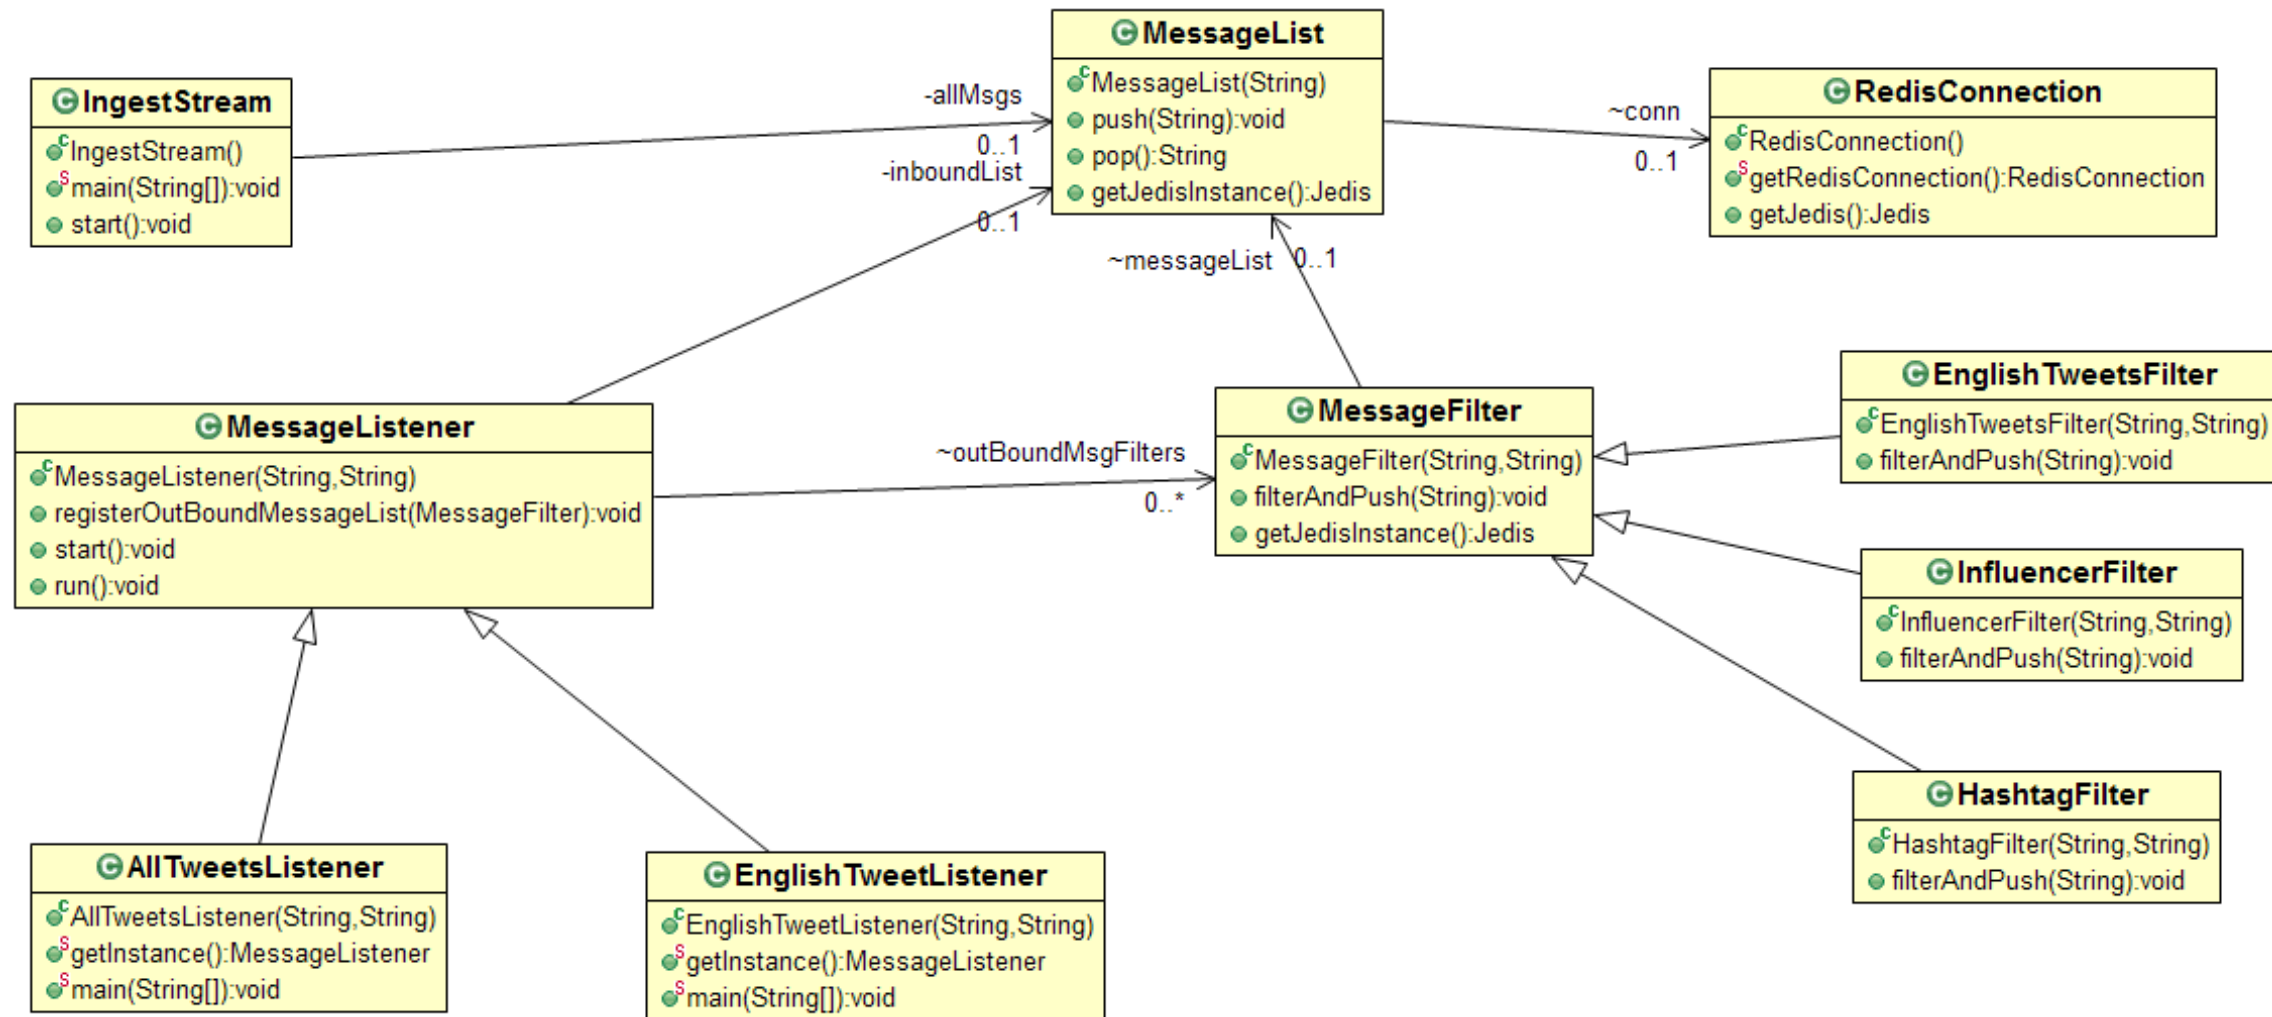 MessageList
MessageList(String)
push(String):void
pop():String
getJedisInstance():Jedis
IngestStream
IngestStream()
main(String[]):void
start():void
-allMsgs
0..1
-inboundList
0..1
RedisConnection
RedisConnection()
getRedisConnection():RedisConnection
getJedis():Jedis
~conn
0..1
~messageList
0..1
MessageListener
MessageListener(String,String)
registerOutBoundMessageList(MessageFilter):void
start():void
run():void
~outBoundMsgFilters
0..*
MessageFilter
MessageFilter(String,String)
filterAndPush(String):void
getJedisInstance():Jedis
EnglishTweetsFilter
EnglishTweetsFilter(String,String)
filterAndPush(String):void
InfluencerFilter
InfluencerFilter(String,String)
filterAndPush(String):void
HashtagFilter
HashtagFilter(String,String)
filterAndPush(String):void
AllTweetsListener
AllTweetsListener(String,String)
getInstance():MessageListener
main(String[]):void
EnglishTweetListener
EnglishTweetListener(String,String)
getInstance():MessageListener
main(String[]):void